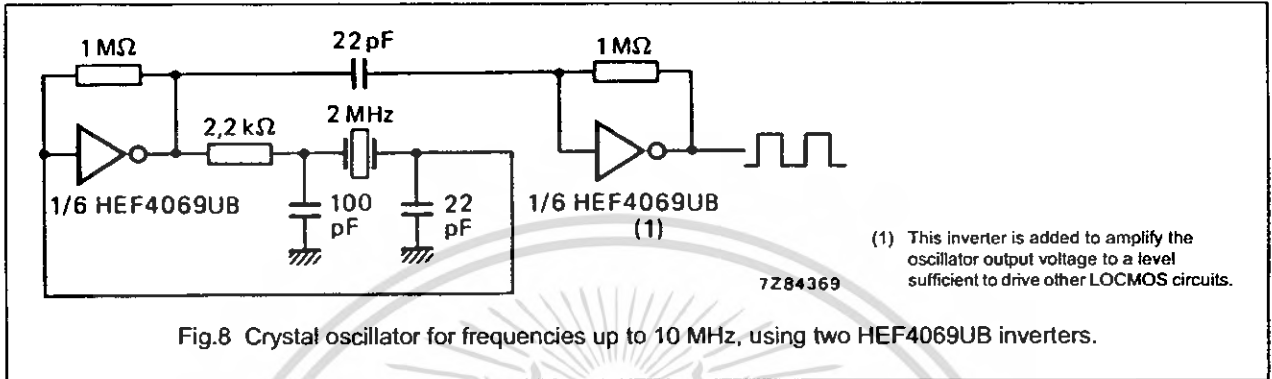 1 MΩ
22 pF
1 MΩ
2,2 kΩ
2 MHz
1/6 HEF4069UB
100 pF
22 pF
1/6 HEF4069UB
(1)
7Z84369
(1) This inverter is added to amplify the
oscillator output voltage to a level
sufficient to drive other LOCMOS circuits.
Fig.8 Crystal oscillator for frequencies up to 10 MHz, using two HEF4069UB inverters.